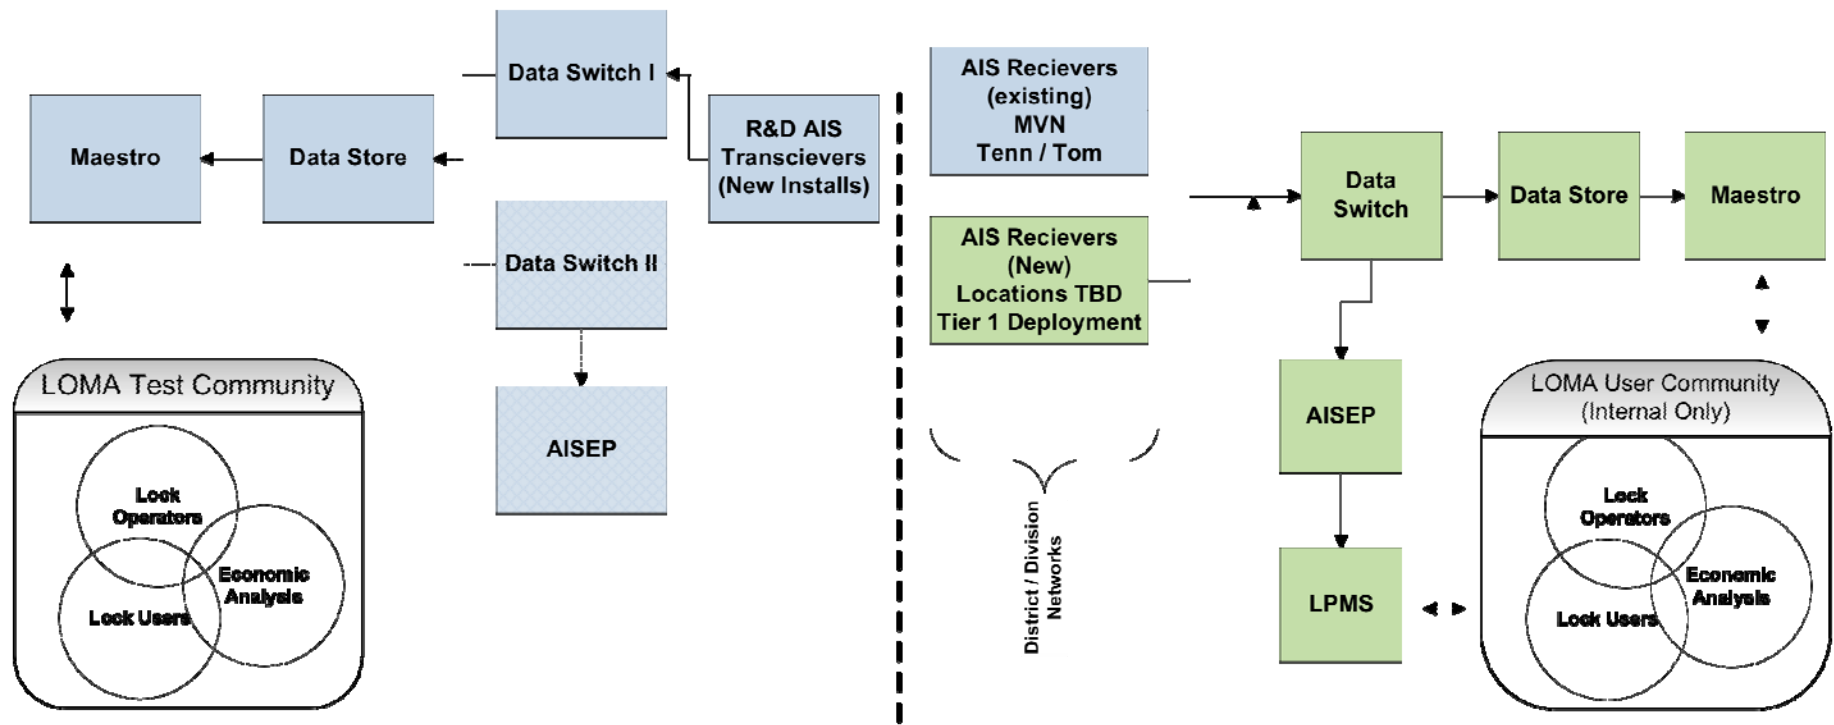 Data Switch I
Maestro
Data Store
R&D AIS
Transcievers
(New Installs)
Data Switch II
AISEP
LOMA Test Community
Lock
Operators
Economic
Analysis
Lock Users
AIS Recievers
(existing)
MVN
Tenn / Tom
AIS Recievers
(New)
Locations TBD
Tier 1 Deployment
Data
Switch
Data Store
Maestro
AISEP
LPMS
District / Division
Networks
LOMA User Community
(Internal Only)
Lock
Operators
Economic
Analysis
Lock Users